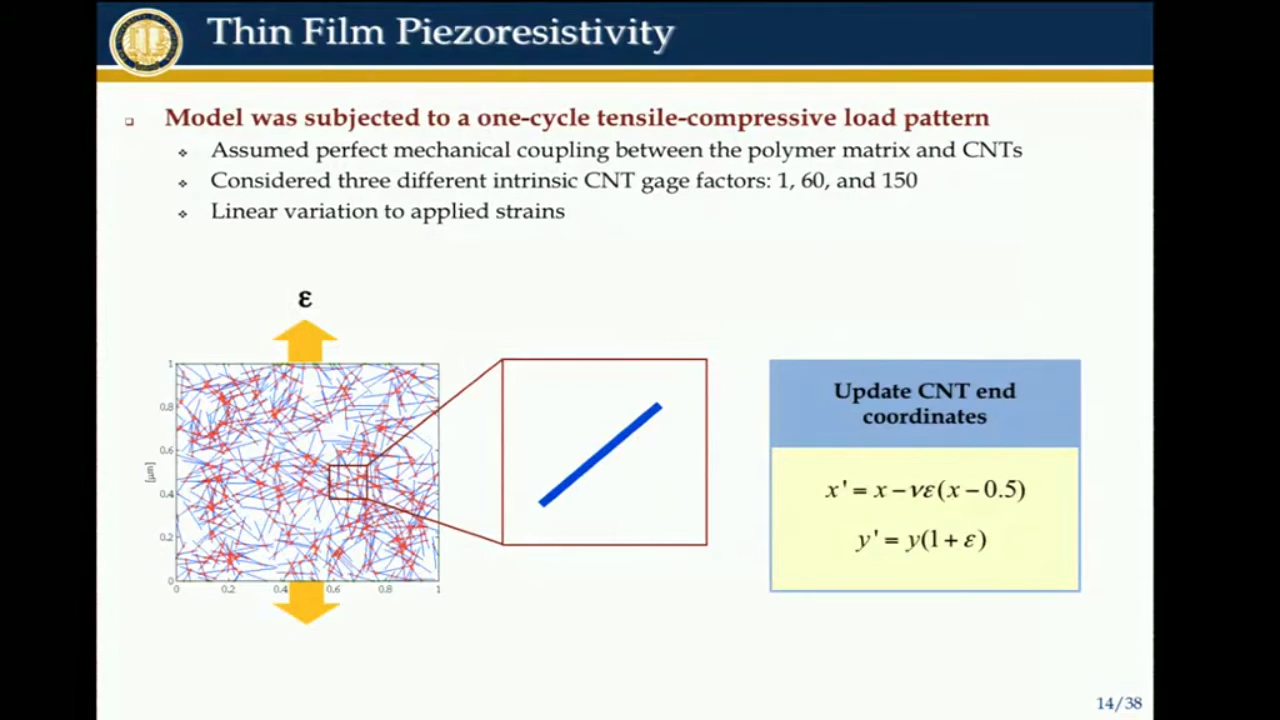 Thin Film Piezoresistivity
Model was subjected to a one-cycle tensile-compressive load pattern
Assumed perfect mechanical coupling between the polymer matrix and CNTs
Considered three different intrinsic CNT gage factors: 1, 60, and 150
Linear variation to applied strains
ε
1
0.8
0.6
[µm]
0.4
0.2
0
0 0.2 0.4 0.6 0.8 1
Update CNT end
coordinates
x' = x − νε(x − 0.5)
y' = y(1 + ε)
14/38